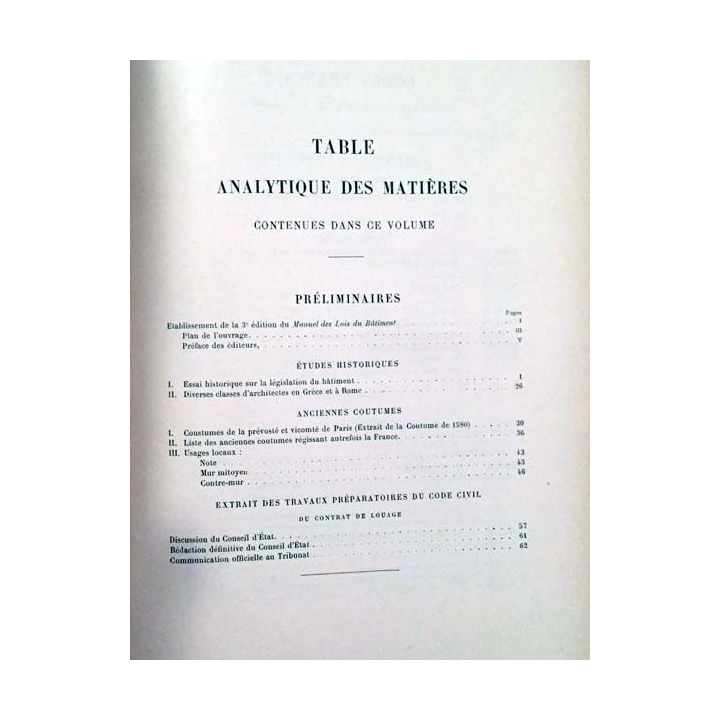 TABLE
ANALYTIQUE DES MATIÈRES
CONTENUES DANS CE VOLUME
PRÉLIMINAIRES
Pages
Etablissement de la 3e édition du Manuel des Lois du Bâtiment . . . . . . . . . . I
Plan de l'ouvrage. . . . . . . . . . III
Préface des éditeurs, . . . . . . . . . . V
ÉTUDES HISTORIQUES
I. Essai historique sur la législation du bâtiment . . . . . . . . . . 1
II. Diverses classes d'architectes en Grèce et à Rome . . . . . . . . . . 26
ANCIENNES COUTUMES
I. Coustumes de la prévosté et vicomté de Paris (Extrait de la Coutume de 1580) . . . . . 30
II. Liste des anciennes coutumes régissant autrefois la France. . . . . . . . . . 36
III. Usages locaux :
Note . . . . . . . . . . 43
Mur mitoyen . . . . . . . . . . 43
Contre-mur . . . . . . . . . . 46
EXTRAIT DES TRAVAUX PRÉPARATOIRES DU CODE CIVIL
DU CONTRAT DE LOUAGE
Discussion du Conseil d'État. . . . . . . . . . 57
Rédaction définitive du Conseil d'État . . . . . . . . . . 61
Communication officielle au Tribunat . . . . . . . . . . 62